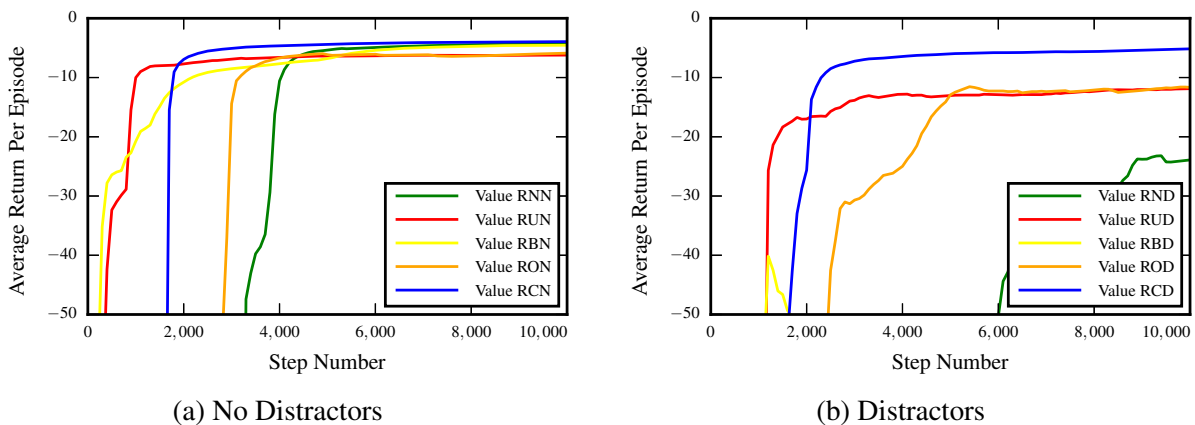 Average Return Per Episode
0
−10
−20
−30
−40
−50
0
2,000
4,000
6,000
8,000
10,000
Step Number
Value RNN
Value RUN
Value RBN
Value RON
Value RCN
(a) No Distractors
Average Return Per Episode
0
−10
−20
−30
−40
−50
0
2,000
4,000
6,000
8,000
10,000
Step Number
Value RND
Value RUD
Value RBD
Value ROD
Value RCD
(b) Distractors